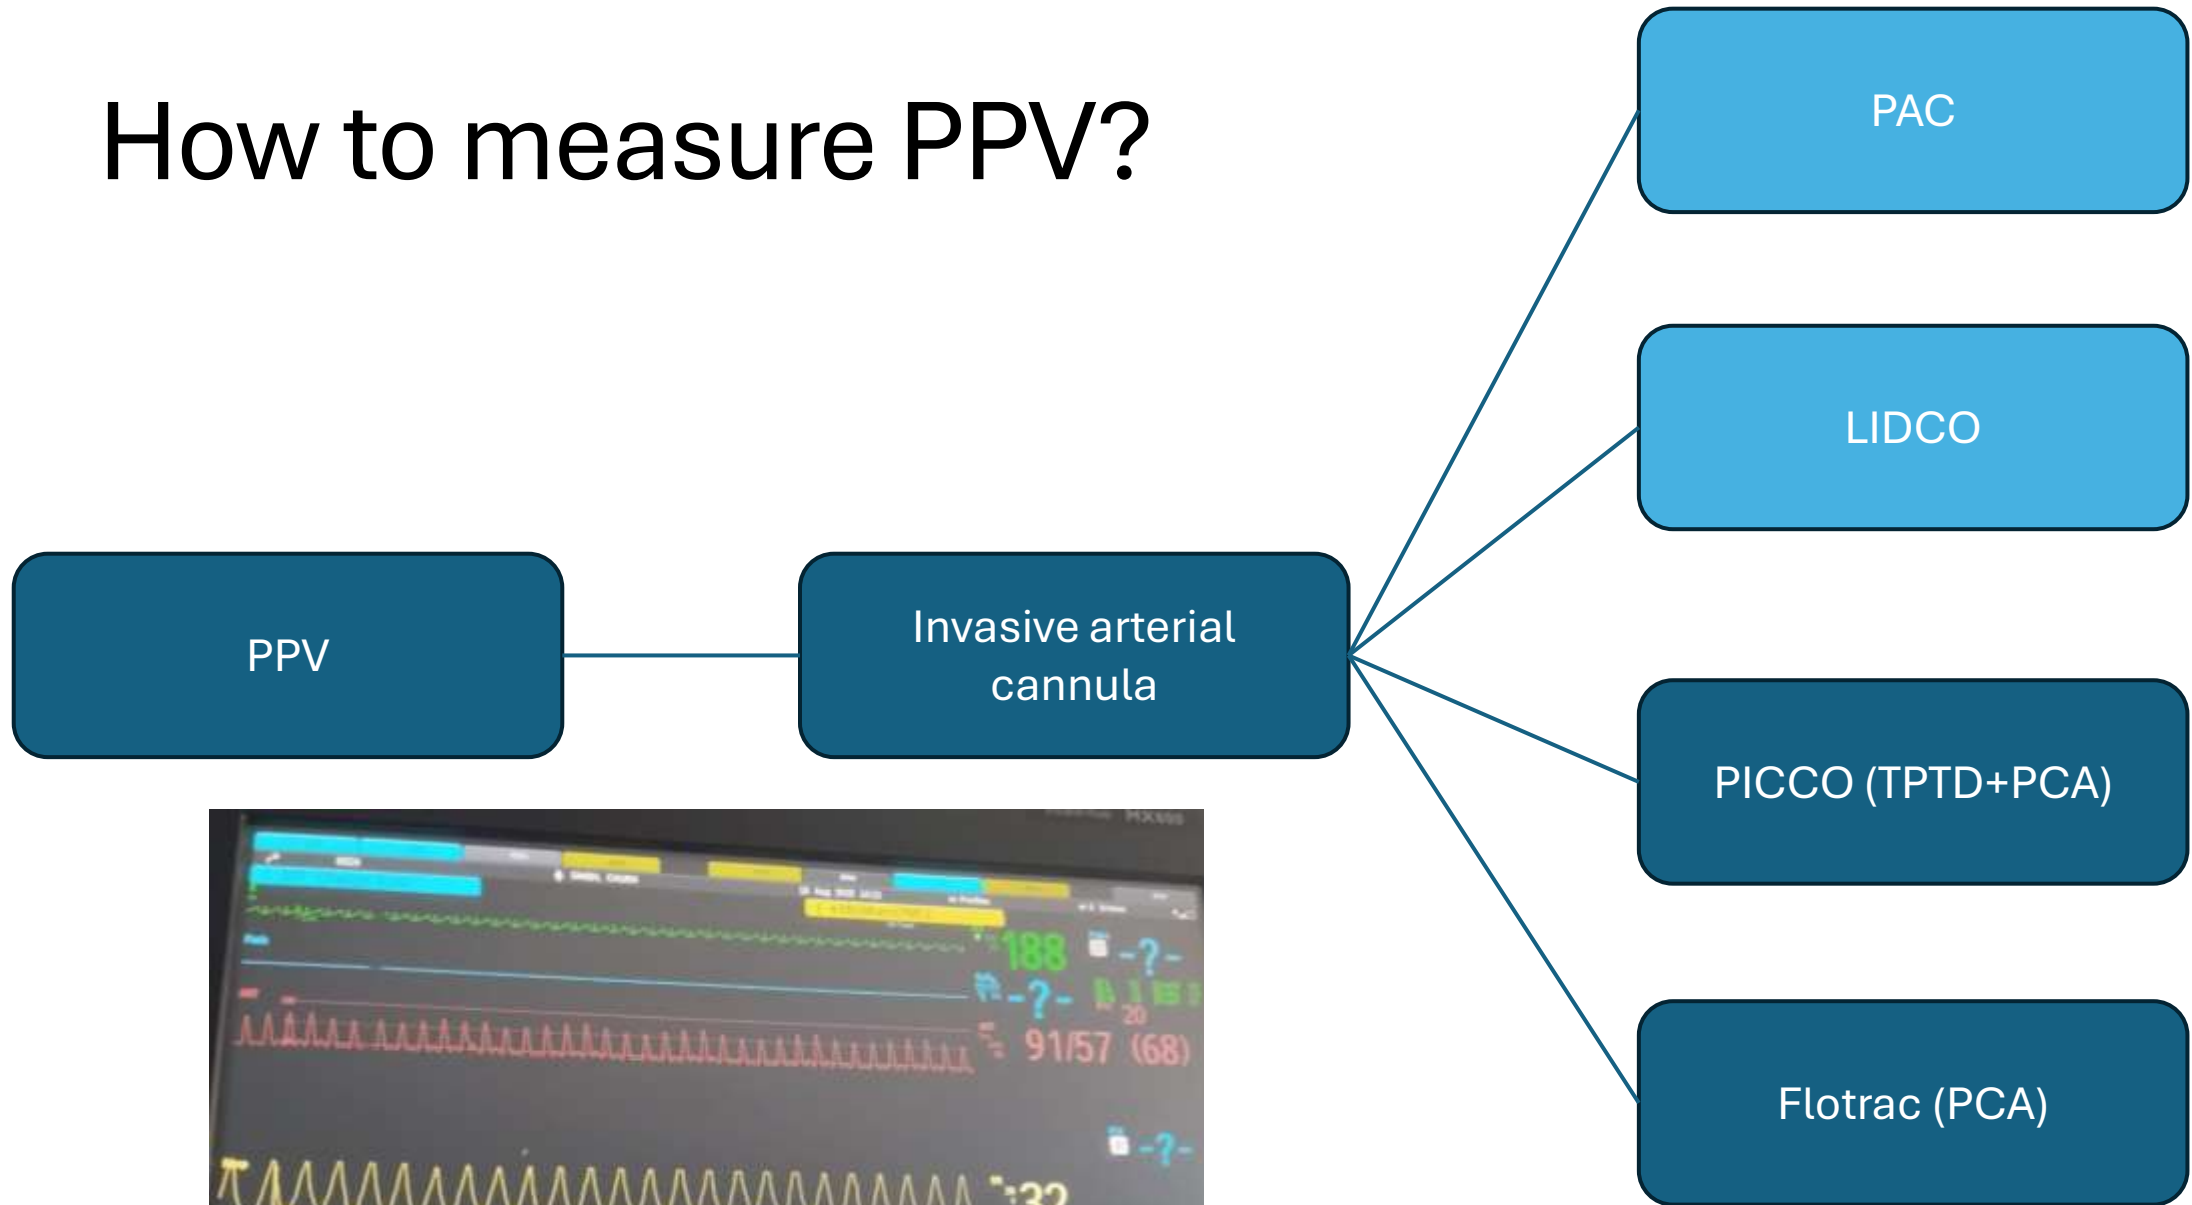 How to measure PPV?
PAC
LIDCO
PPV
Invasive arterial
cannula
PICCO (TPTD+PCA)
Flotrac (PCA)
188
-?-
-?-
20
91/57 (68)
-?-
32